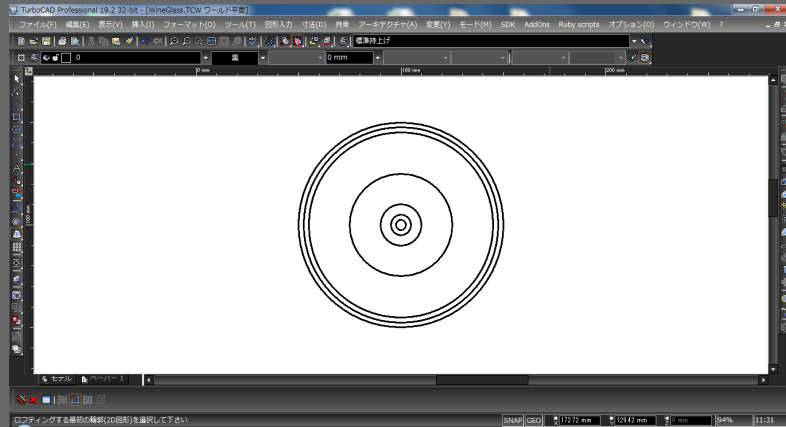 TurboCAD Professional 19.2 32-bit - [WineGlass.TCW ワールド平面]
ファイル(F) 編集(E) 表示(V) 挿入(I) フォーマット(O) ツール(T) 図形入力 寸法(D) 拘束 アーキテクチャ(A) 変更(Y) モード(M) SDK AddOns Ruby scripts オプション(O) ウィンドウ(W) ?
標準持上げ
0 黒 0 mm
0 mm 100 mm 200 mm
100 mm
モデル ペーパー 1
ロフティングする最初の輪郭(2D図形)を選択して下さい SNAP GEO X 172.72 mm Y 129.42 mm Z 0 mm 94% 11:31